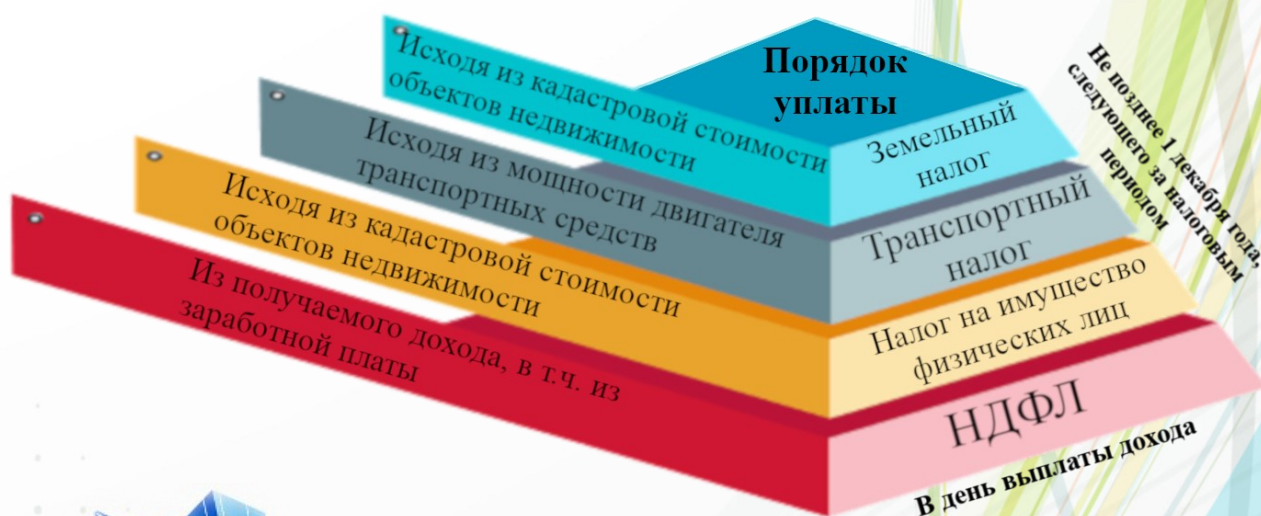 Порядок
уплаты
Исходя из кадастровой стоимости
объектов недвижимости
Земельный
налог
Исходя из мощности двигателя
транспортных средств
Транспортный
налог
Исходя из кадастровой стоимости
объектов недвижимости
Налог на имущество
физических лиц
Из получаемого дохода, в т.ч. из
заработной платы
НДФЛ
Не позднее 1 декабря года,
следующего за налоговым
периодом
В день выплаты дохода